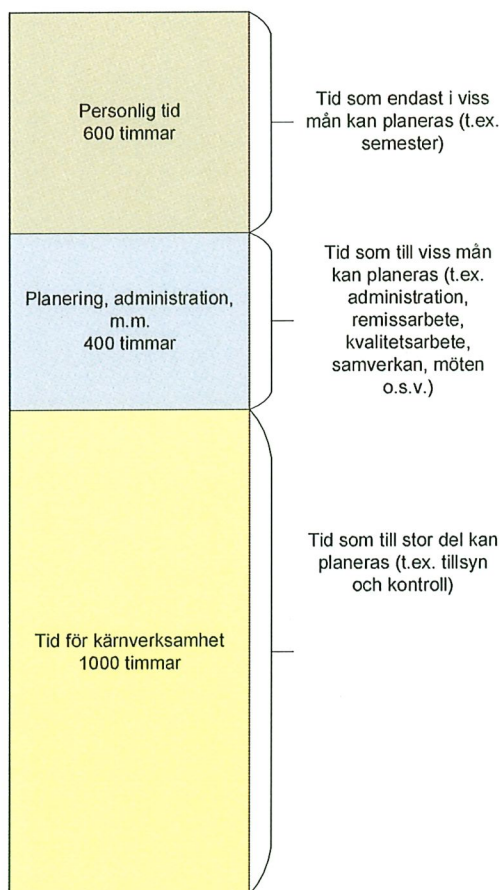 Personlig tid
600 timmar
Tid som endast i viss
mån kan planeras (t.ex.
semester)
Planering, administration,
m.m.
400 timmar
Tid som till viss mån
kan planeras (t.ex.
administration,
remissarbete,
kvalitetsarbete,
samverkan, möten
o.s.v.)
Tid för kärnverksamhet
1000 timmar
Tid som till stor del kan
planeras (t.ex. tillsyn
och kontroll)